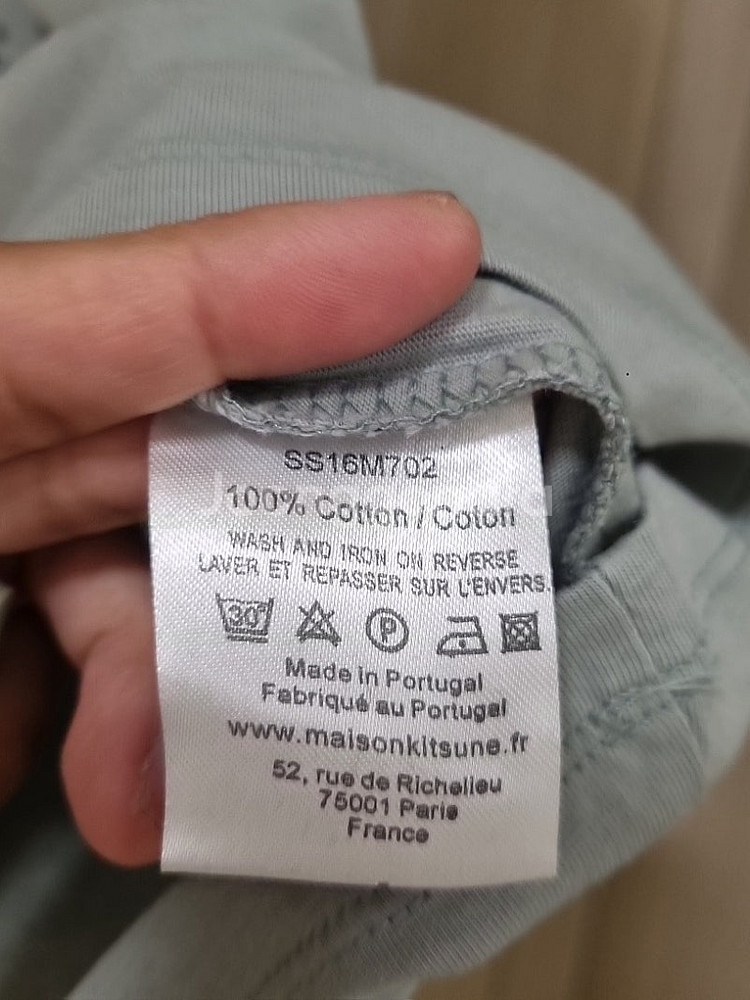 SS16M702
100% Cotton / Coton
WASH AND IRON ON REVERSE
LAVER ET REPASSER SUR L'ENVERS.
30°
P
Made in Portugal
Fabriqué au Portugal
www.maisonkitsune.fr
52, rue de Richelieu
75001 Paris
France